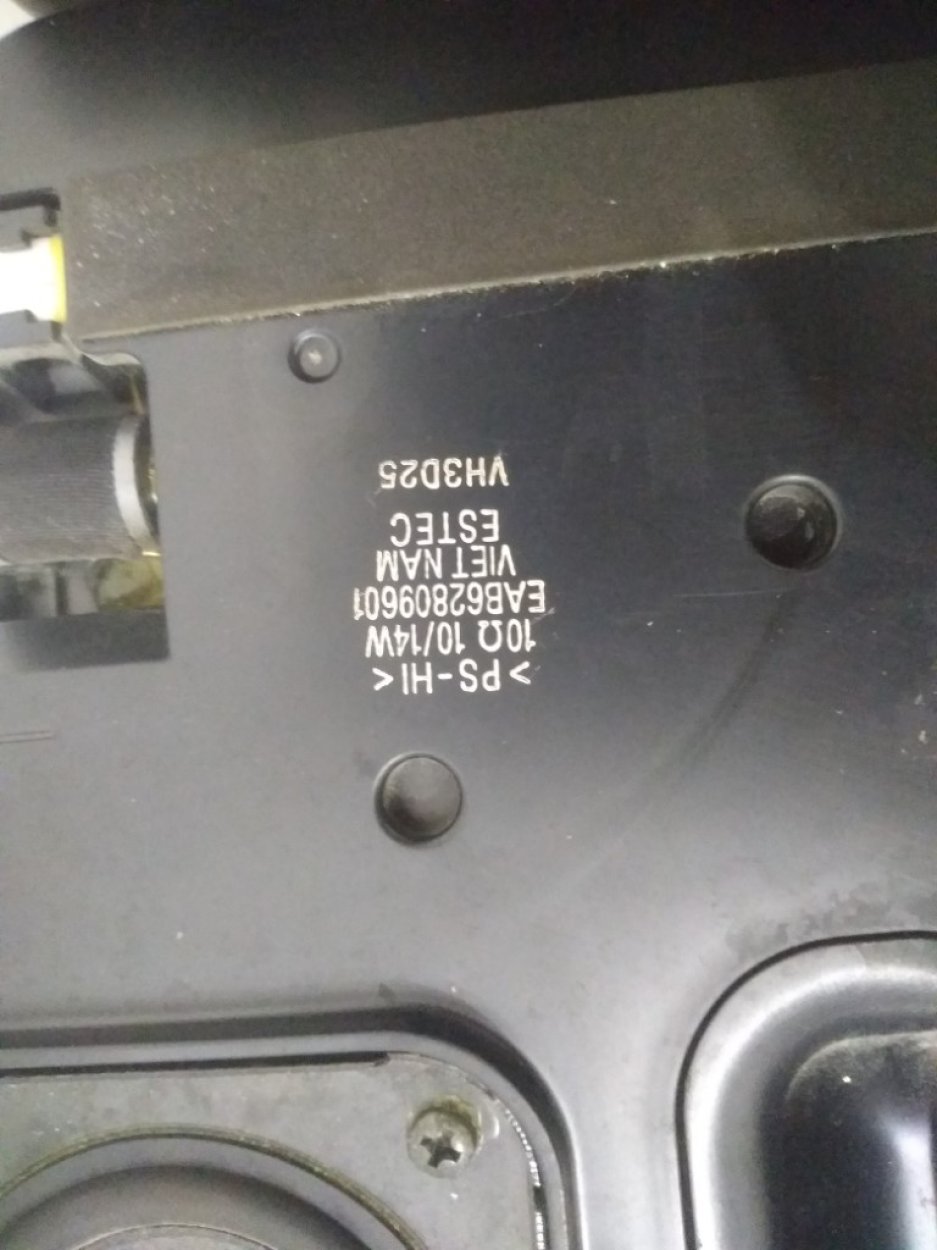 >PS-HI<
10Ω 10/14W
EAB62809601
VIET NAM
ESTEC
VH3D25